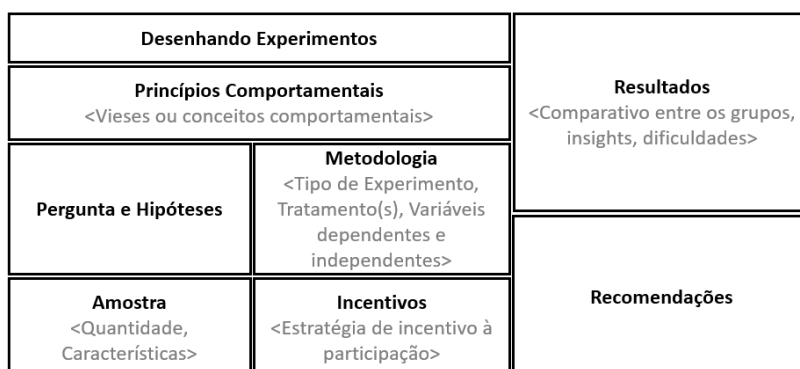 Desenhando Experimentos
Princípios Comportamentais
<Vieses ou conceitos comportamentais>
Pergunta e Hipóteses
Metodologia
<Tipo de Experimento,
Tratamento(s), Variáveis
dependentes e
independentes>
Amostra
<Quantidade,
Características>
Incentivos
<Estratégia de incentivo à
participação>
Resultados
<Comparativo entre os grupos,
insights, dificuldades>
Recomendações